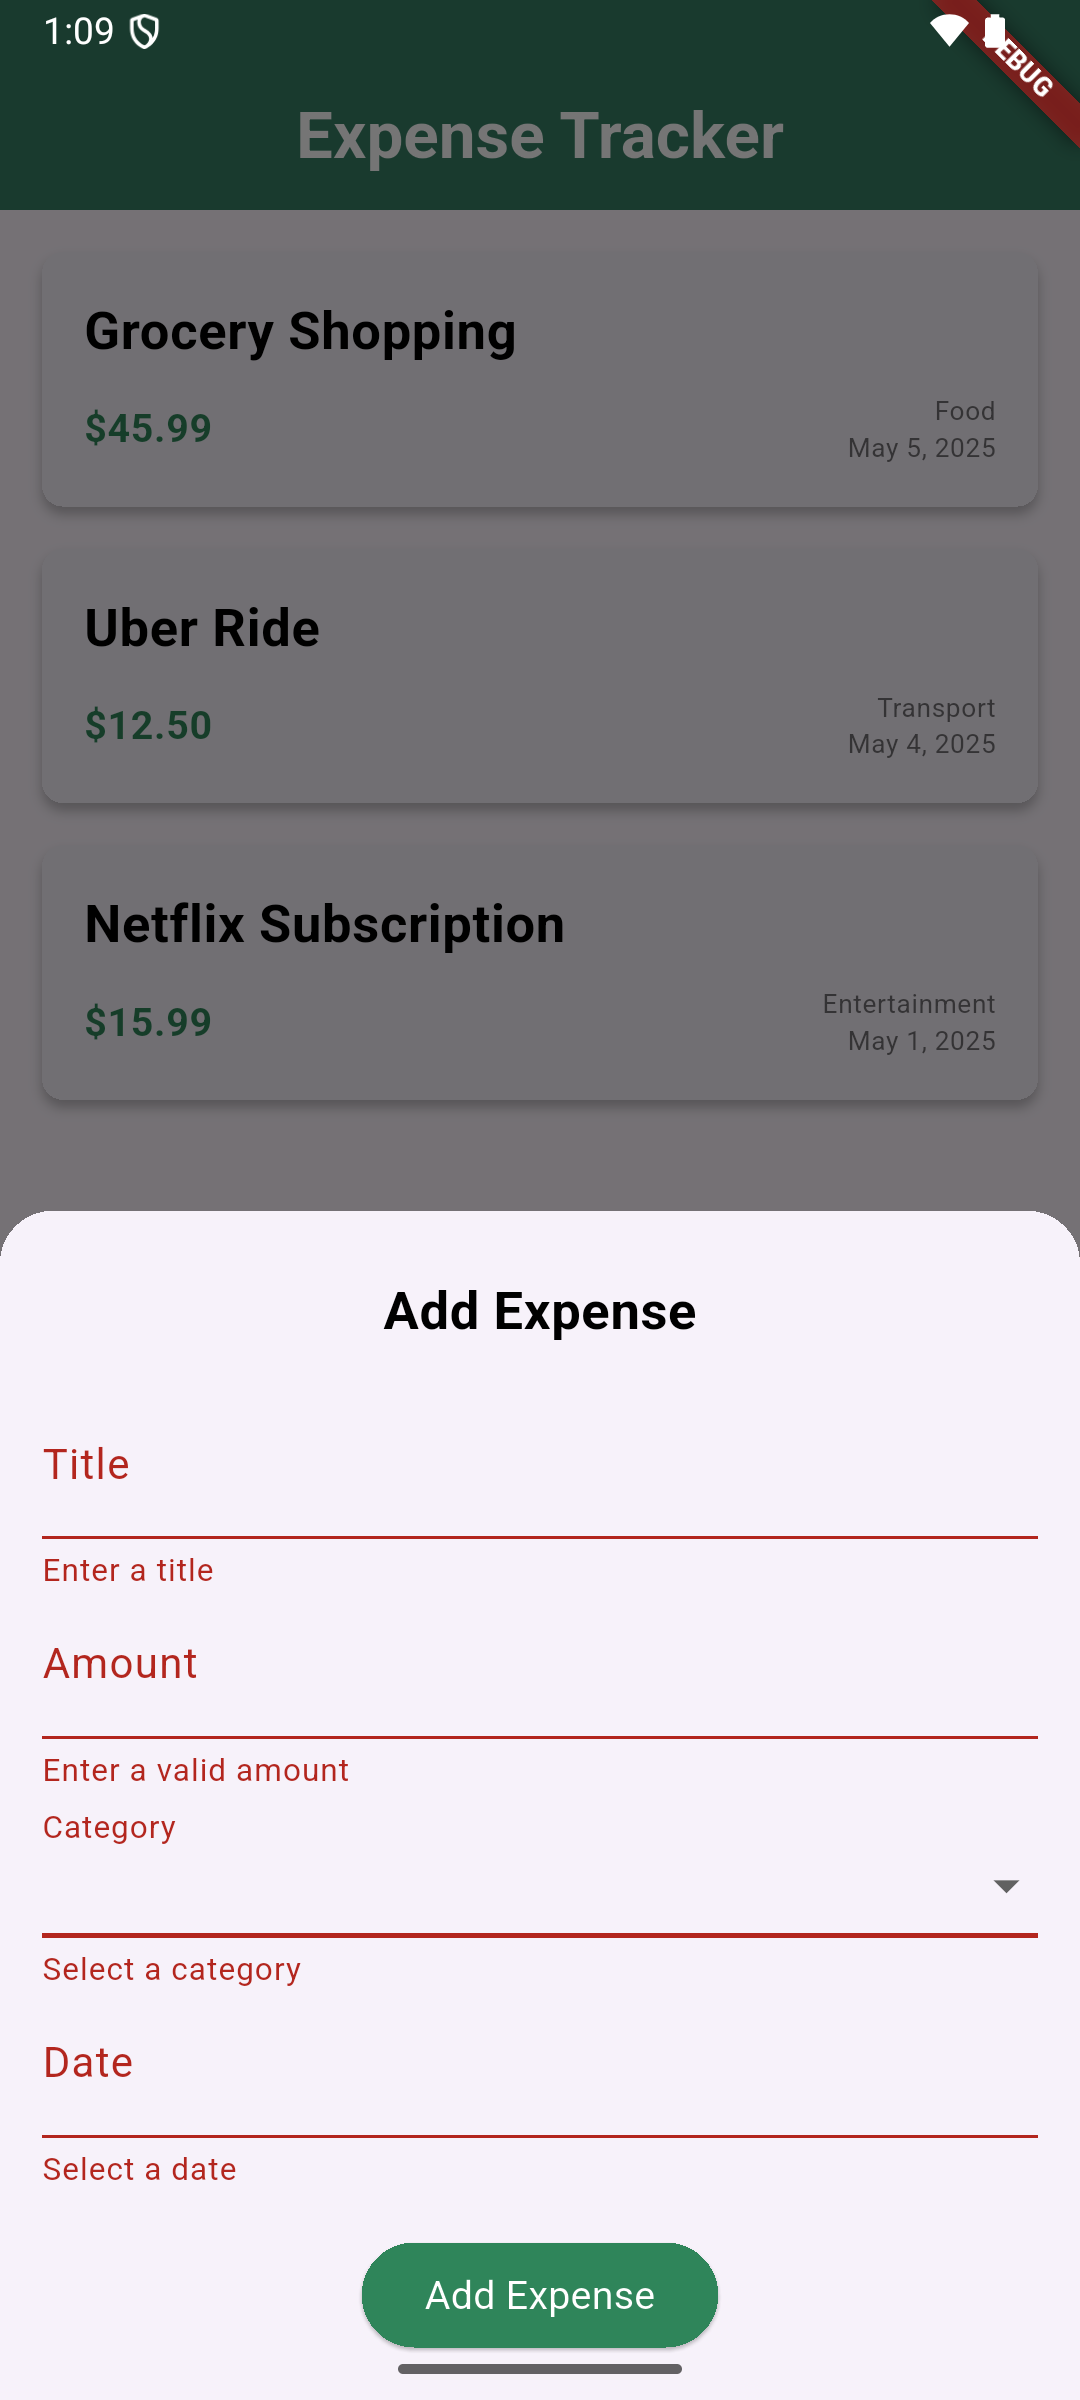 1:09
EBUG
Expense Tracker
Grocery Shopping
$45.99
Food
May 5, 2025
Uber Ride
$12.50
Transport
May 4, 2025
Netflix Subscription
$15.99
Entertainment
May 1, 2025
Add Expense
Title
Enter a title
Amount
Enter a valid amount
Category
Select a category
Date
Select a date
Add Expense